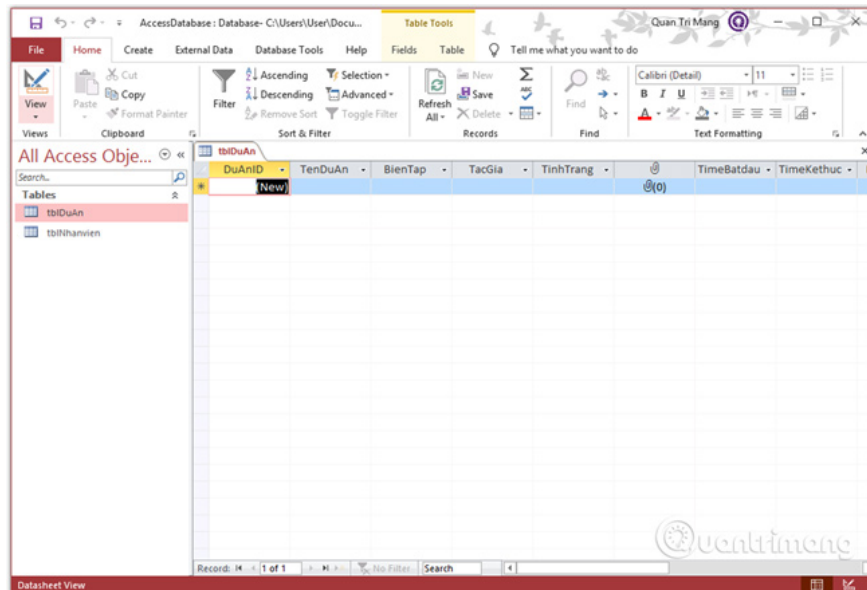 AccessDatabase : Database- C:\Users\User\Docu...
Table Tools
Quan Tri Mang
File Home Create External Data Database Tools Help Fields Table Tell me what you want to do
View
Paste
Cut
Copy
Format Painter
Filter
Ascending
Descending
Remove Sort
Selection
Advanced
Toggle Filter
Refresh All
New
Save
Delete
Find
Calibri (Detail) 11
B I U
Views Clipboard Sort & Filter Records Find Text Formatting
All Access Obje...
Search...
Tables
tblDuAn
tblNhanvien
tblDuAn
DuAnID TenDuAn BienTap TacGia TinhTrang TimeBatdau TimeKethuc
(New) (0)
Quantrimang
Record: 1 of 1 No Filter Search
Datasheet View